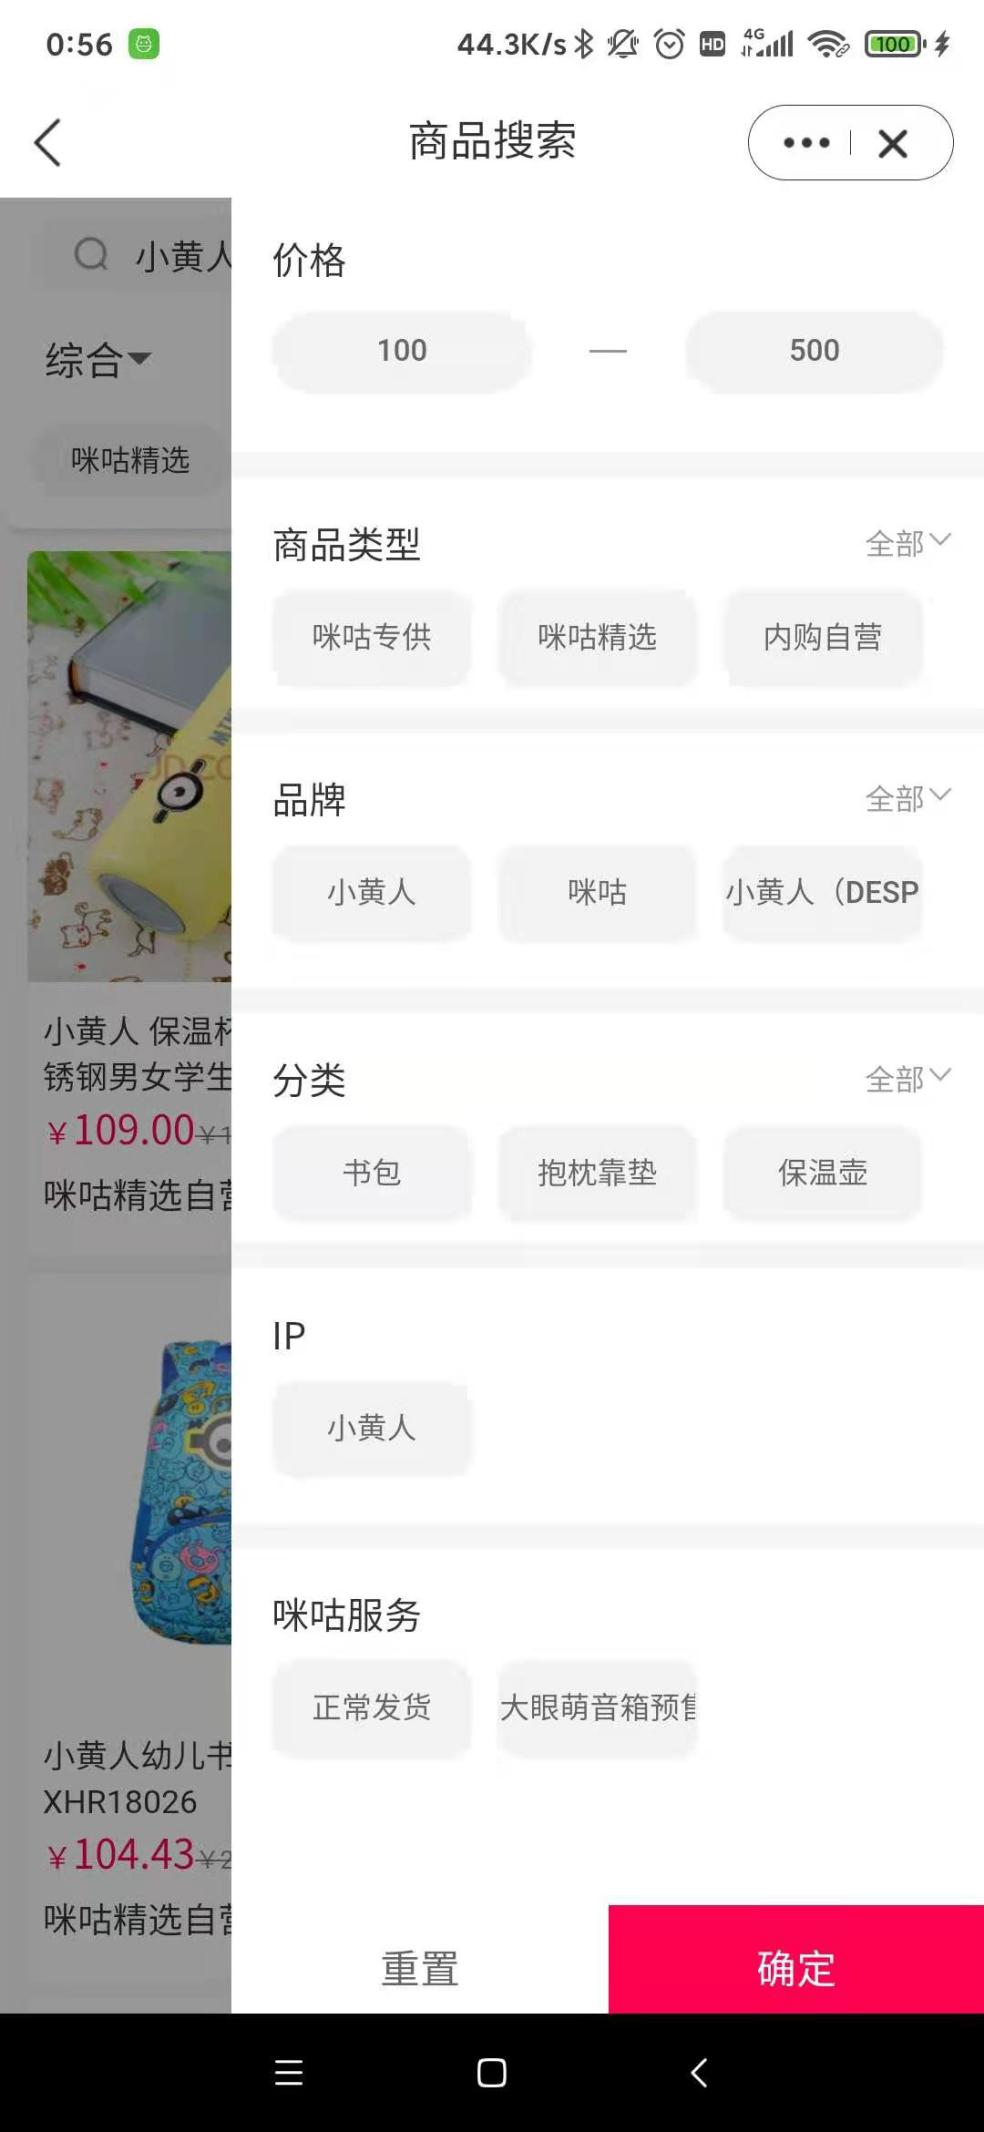 0:56
44.3K/s
HD
4G
100
商品搜索
小黄人
综合
咪咕精选
小黄人 保温杯
锈钢男女学生
¥109.00 ¥1
咪咕精选自营
小黄人幼儿书
XHR18026
¥104.43 ¥2
咪咕精选自营
价格
100 — 500
商品类型
全部
咪咕专供
咪咕精选
内购自营
品牌
全部
小黄人
咪咕
小黄人（DESP
分类
全部
书包
抱枕靠垫
保温壶
IP
小黄人
咪咕服务
正常发货
大眼萌音箱预售
重置
确定